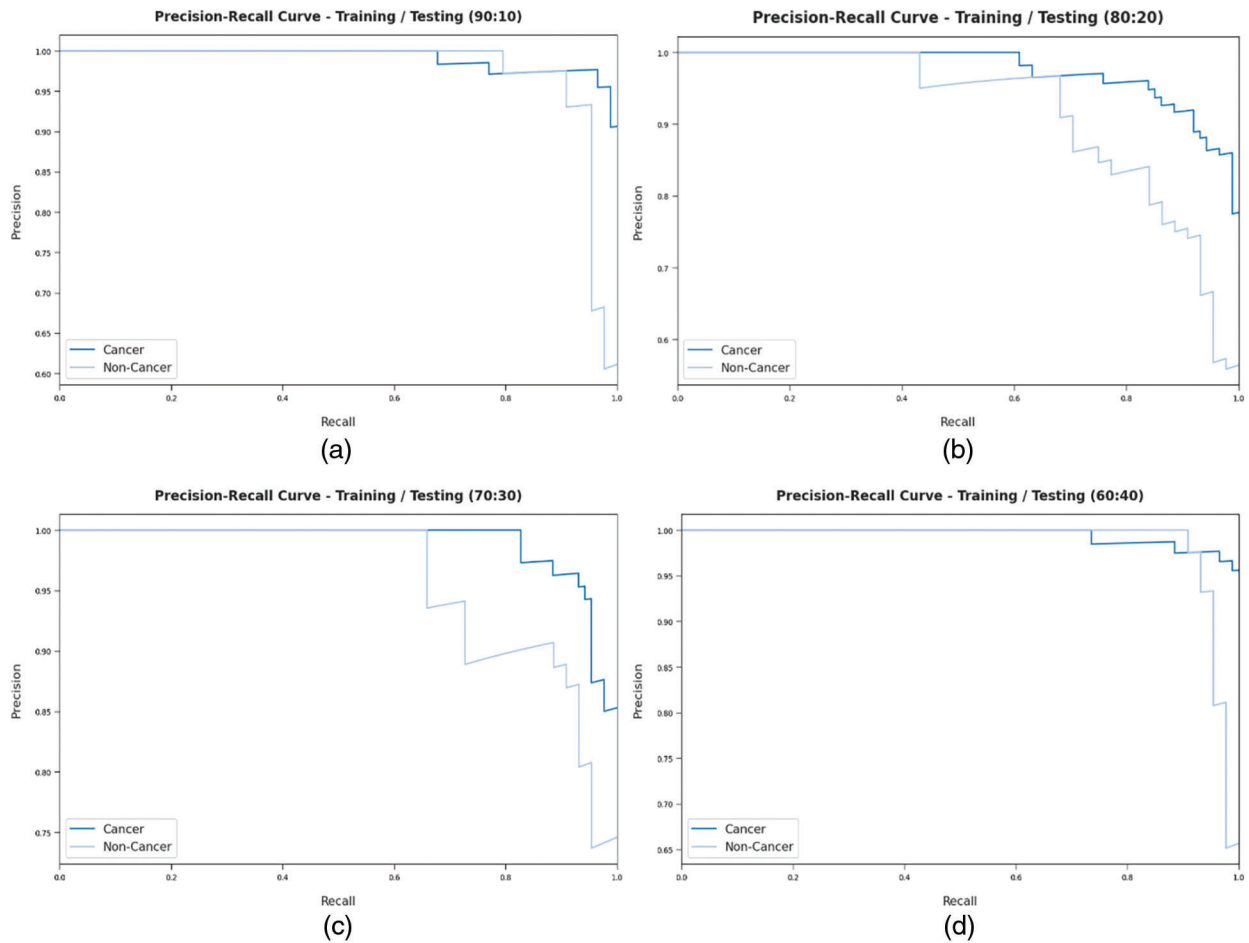 Precision-Recall Curve - Training / Testing (90:10)
1.00
0.95
0.90
0.85
0.80
0.75
0.70
0.65
0.60
Precision
Cancer
Non-Cancer
0.0 0.2 0.4 0.6 0.8 1.0
Recall
(a)
Precision-Recall Curve - Training / Testing (80:20)
1.0
0.9
0.8
0.7
0.6
Precision
Cancer
Non-Cancer
0.0 0.2 0.4 0.6 0.8 1.0
Recall
(b)
Precision-Recall Curve - Training / Testing (70:30)
1.00
0.95
0.90
0.85
0.80
0.75
Precision
Cancer
Non-Cancer
0.0 0.2 0.4 0.6 0.8 1.0
Recall
(c)
Precision-Recall Curve - Training / Testing (60:40)
1.00
0.95
0.90
0.85
0.80
0.75
0.70
0.65
Precision
Cancer
Non-Cancer
0.0 0.2 0.4 0.6 0.8 1.0
Recall
(d)